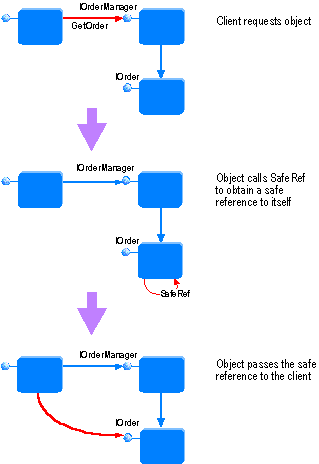 IOrderManager
Client requests object
GetOrder
IOrder
IOrderManager
Object calls SafeRef
to obtain a safe
reference to itself
IOrder
SafeRef
IOrderManager
Object passes the safe
reference to the client
IOrder